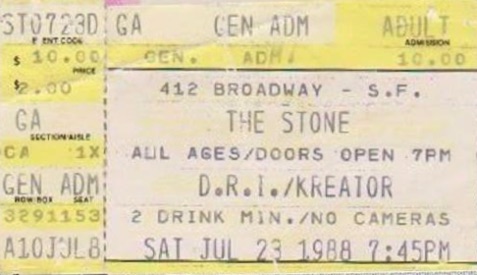 ST0723D GA GEN ADM ADULT
EVENT CODE ADMISSION
$ 10.00 GEN. ADM. 10.00
PRICE
$2.00 412 BROADWAY - S.F.
GA THE STONE
SECTION/AISLE
CA 1X ALL AGES/DOORS OPEN 7PM
GEN ADM D.R.I./KREATOR
ROW/BOX SEAT
3291153 2 DRINK MIN./NO CAMERAS
A10JUL8 SAT JUL 23 1988 7:45PM